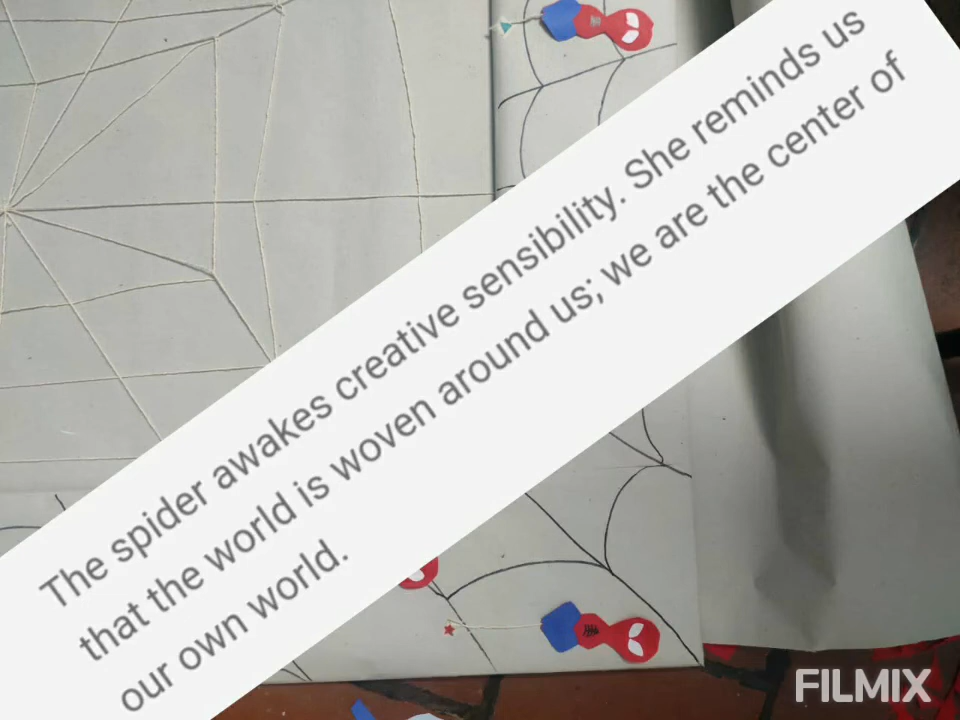 The spider awakes creative sensibility. She reminds us
that the world is woven around us; we are the center of
our own world.
FILMIX